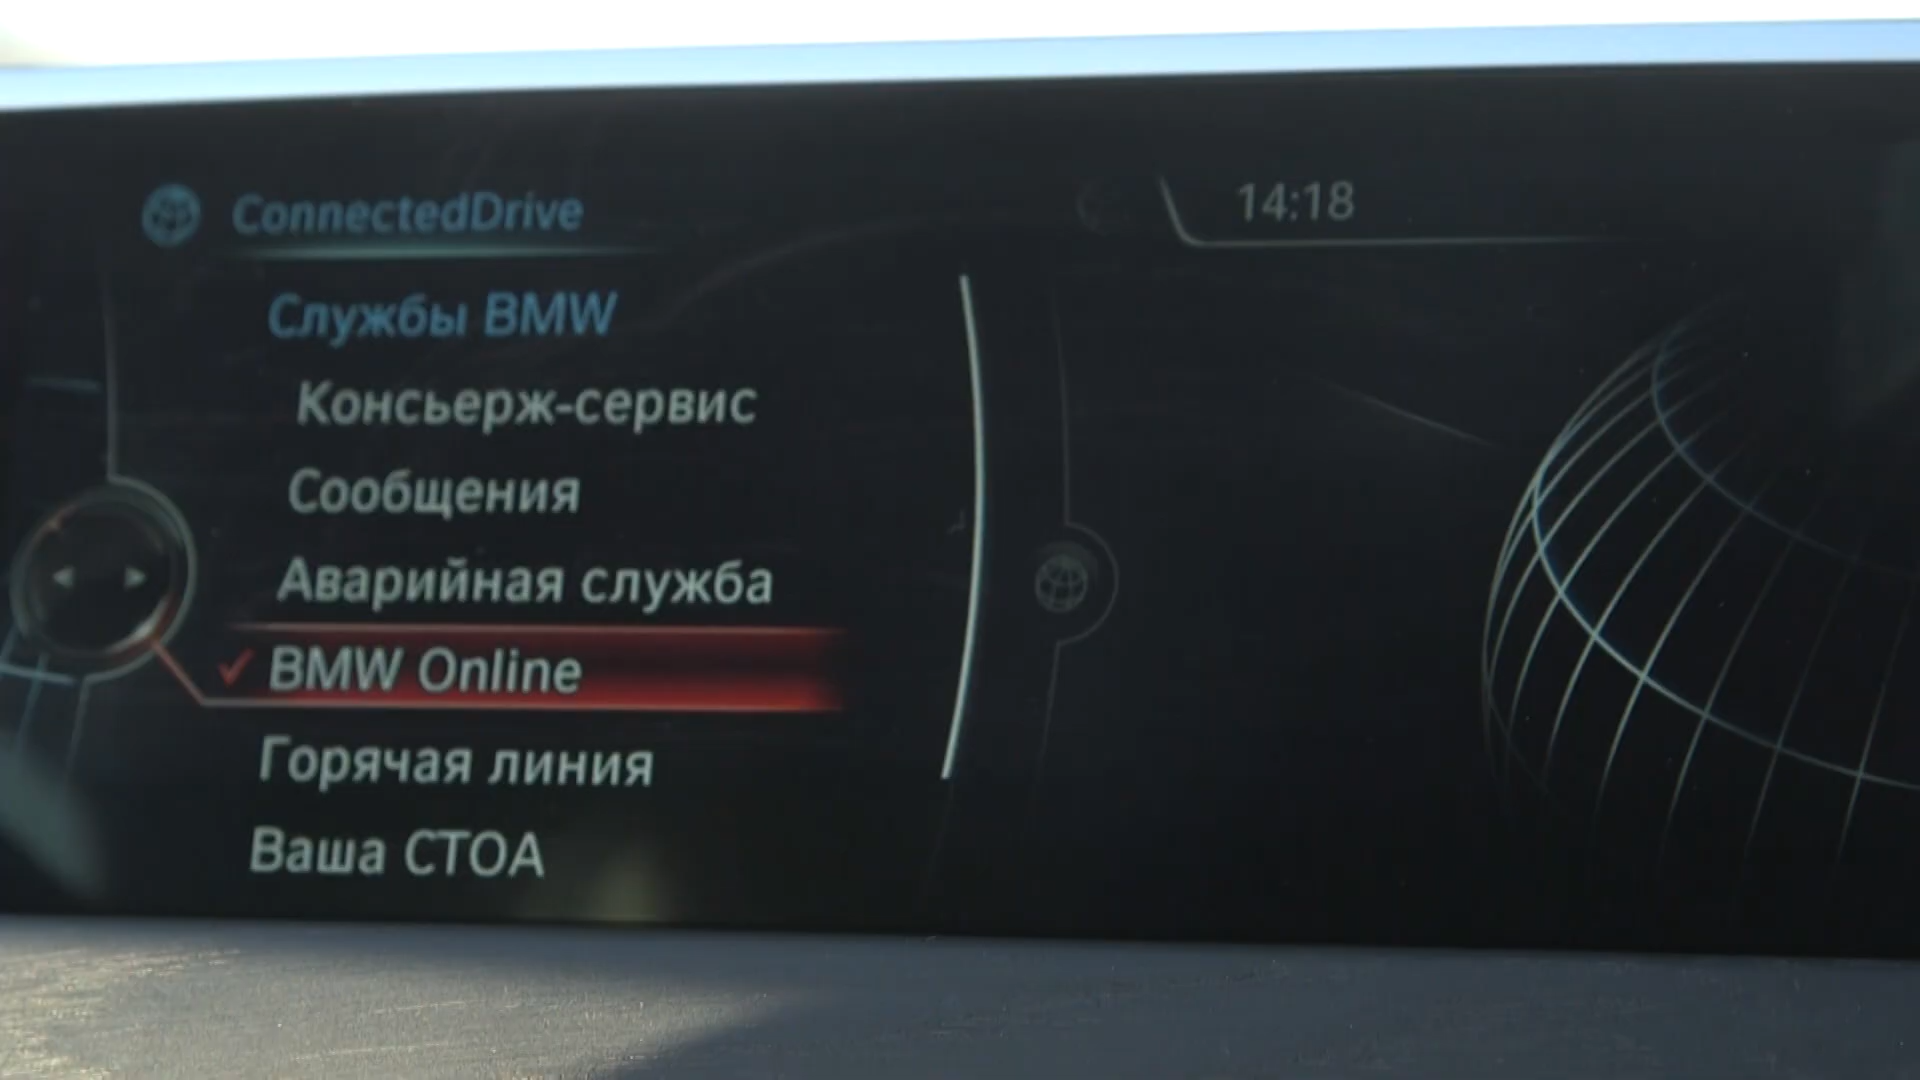 ConnectedDrive
14:18
Службы BMW
Консьерж-сервис
Сообщения
Аварийная служба
BMW Online
Горячая линия
Ваша СТОА